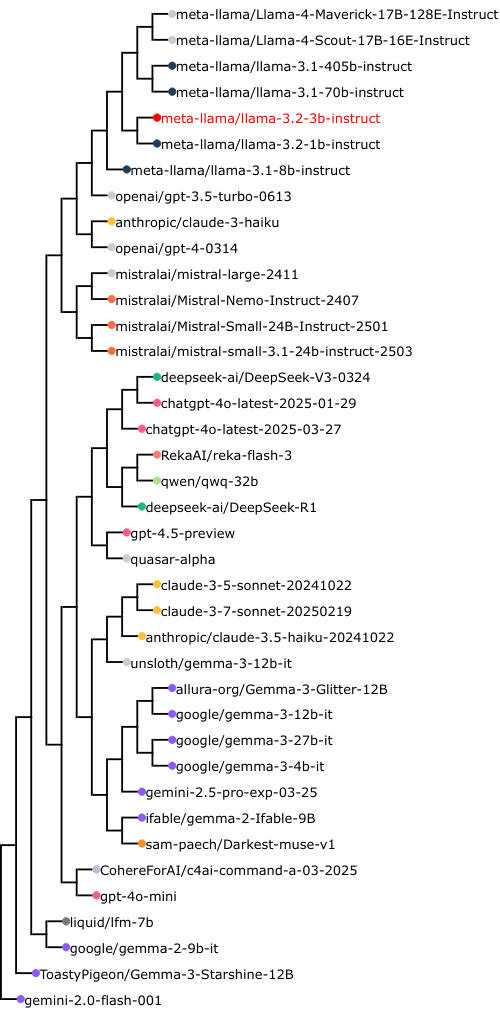 meta-llama/Llama-4-Maverick-17B-128E-Instruct
meta-llama/Llama-4-Scout-17B-16E-Instruct
meta-llama/llama-3.1-405b-instruct
meta-llama/llama-3.1-70b-instruct
meta-llama/llama-3.2-3b-instruct
meta-llama/llama-3.2-1b-instruct
meta-llama/llama-3.1-8b-instruct
openai/gpt-3.5-turbo-0613
anthropic/claude-3-haiku
openai/gpt-4-0314
mistralai/mistral-large-2411
mistralai/Mistral-Nemo-Instruct-2407
mistralai/Mistral-Small-24B-Instruct-2501
mistralai/mistral-small-3.1-24b-instruct-2503
deepseek-ai/DeepSeek-V3-0324
chatgpt-4o-latest-2025-01-29
chatgpt-4o-latest-2025-03-27
RekaAI/reka-flash-3
qwen/qwq-32b
deepseek-ai/DeepSeek-R1
gpt-4.5-preview
quasar-alpha
claude-3-5-sonnet-20241022
claude-3-7-sonnet-20250219
anthropic/claude-3.5-haiku-20241022
unsloth/gemma-3-12b-it
allura-org/Gemma-3-Glitter-12B
google/gemma-3-12b-it
google/gemma-3-27b-it
google/gemma-3-4b-it
gemini-2.5-pro-exp-03-25
ifable/gemma-2-Ifable-9B
sam-paech/Darkest-muse-v1
CohereForAI/c4ai-command-a-03-2025
gpt-4o-mini
liquid/lfm-7b
google/gemma-2-9b-it
ToastyPigeon/Gemma-3-Starshine-12B
gemini-2.0-flash-001